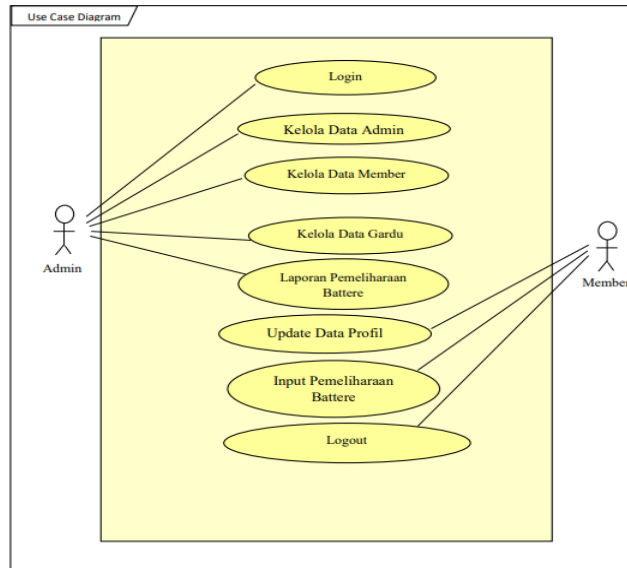 Use Case Diagram
Login
Kelola Data Admin
Kelola Data Member
Kelola Data Gardu
Admin
Laporan Pemeliharaan
Battere
Member
Update Data Profil
Input Pemeliharaan
Battere
Logout